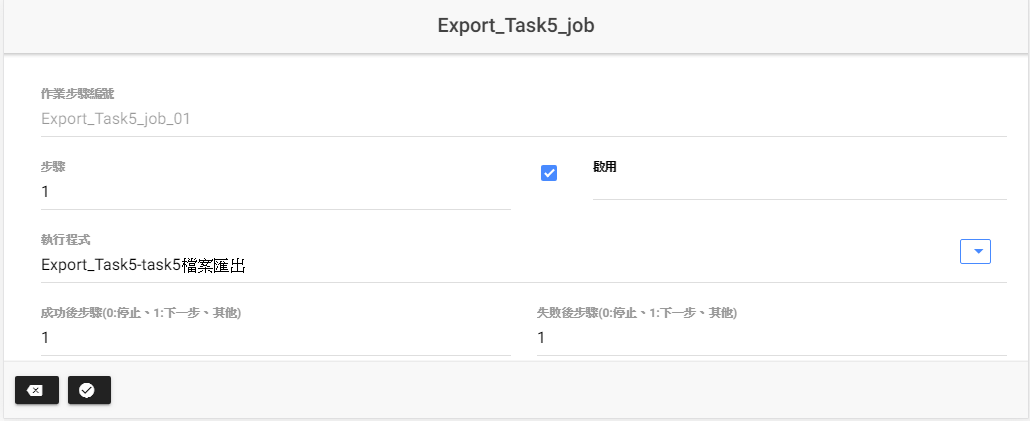 Export_Task5_job
作業步驟編號
Export_Task5_job_01
步驟
啟用
1
執行程式
Export_Task5-task5檔案匯出
成功後步驟(0:停止、1:下一步、其他)
失敗後步驟(0:停止、1:下一步、其他)
1
1